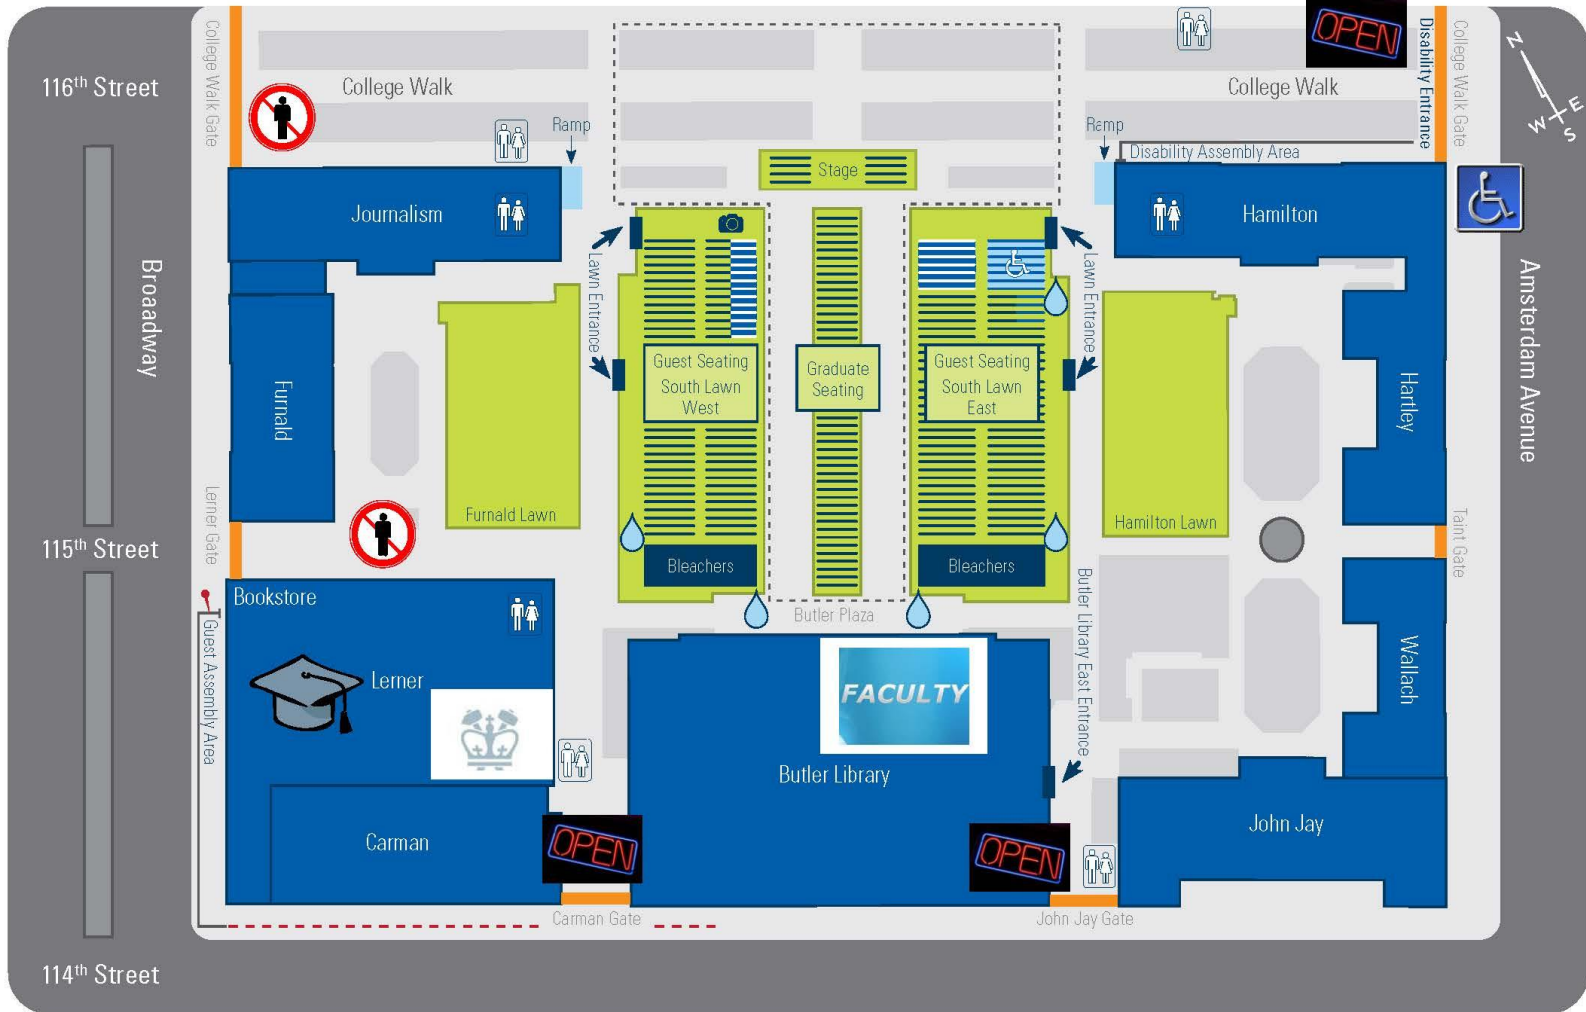 College Walk Gate
OPEN
Disability Entrance
College Walk Gate
N
E
W
S
116th Street
College Walk
College Walk
Ramp
Ramp
Disability Assembly Area
Stage
Journalism
Hamilton
Broadway
Lawn Entrance
Lawn Entrance
Amsterdam Avenue
Guest Seating
South Lawn
West
Graduate
Seating
Guest Seating
South Lawn
East
Furnald
Hartley
Lerner Gate
Furnald Lawn
Hamilton Lawn
Taint Gate
115th Street
Bleachers
Bleachers
Bookstore
Butler Plaza
Guest Assembly Area
Butler Library East Entrance
Wallach
Lerner
FACULTY
Butler Library
Carman
OPEN
OPEN
John Jay
Carman Gate
John Jay Gate
114th Street